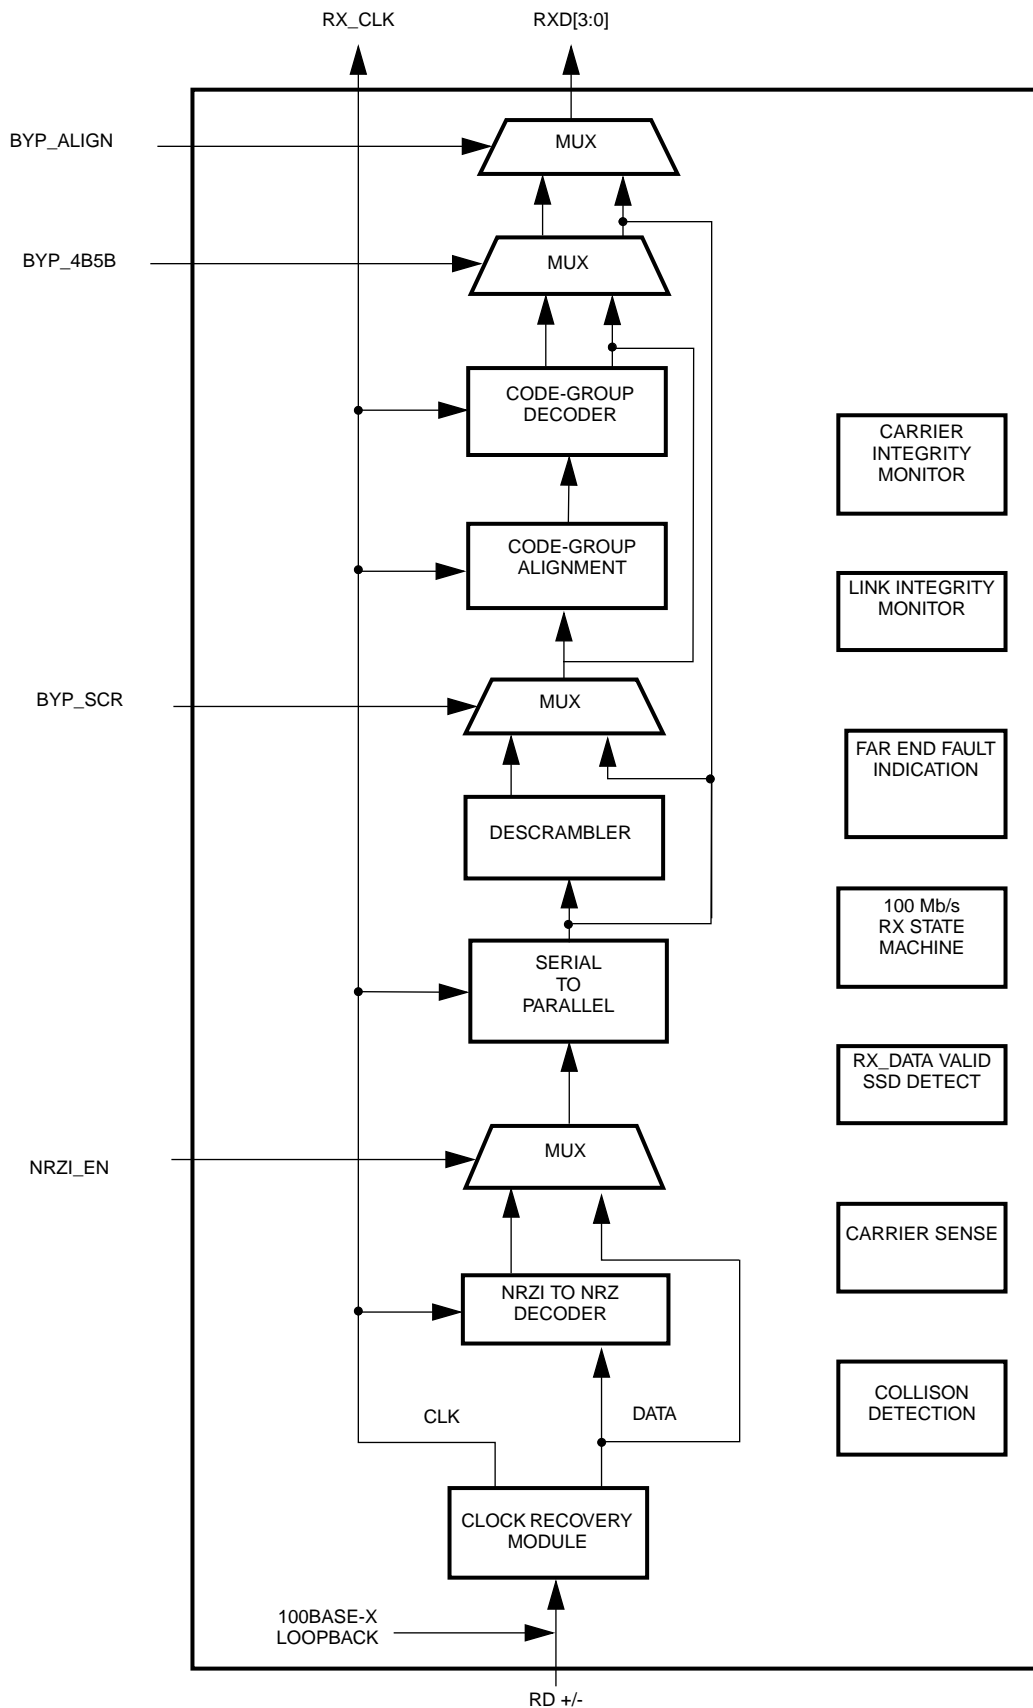 RX_CLK
RXD[3:0]
BYP_ALIGN
MUX
BYP_4B5B
MUX
CODE-GROUP
DECODER
CARRIER
INTEGRITY
MONITOR
CODE-GROUP
ALIGNMENT
LINK INTEGRITY
MONITOR
BYP_SCR
MUX
FAR END FAULT
INDICATION
DESCRAMBLER
100 Mb/s
RX STATE
MACHINE
SERIAL
TO
PARALLEL
RX_DATA VALID
SSD DETECT
NRZI_EN
MUX
CARRIER SENSE
NRZI TO NRZ
DECODER
COLLISON
DETECTION
CLK
DATA
CLOCK RECOVERY
MODULE
100BASE-X
LOOPBACK
RD +/-